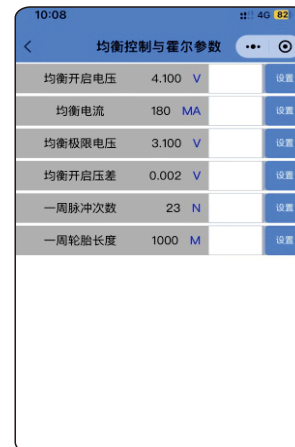 10:08 4G 82
均衡控制与霍尔参数
均衡开启电压 4.100 V 设置
均衡电流 180 MA 设置
均衡极限电压 3.100 V 设置
均衡开启压差 0.002 V 设置
一周脉冲次数 23 N 设置
一周轮胎长度 1000 M 设置